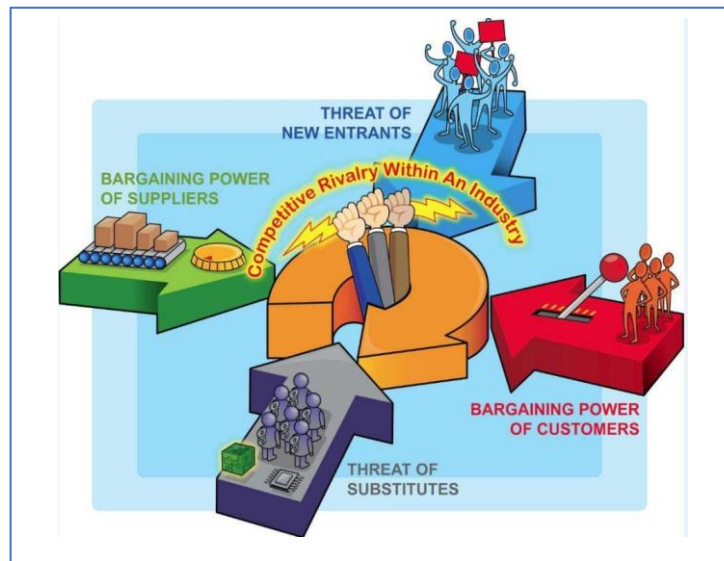 THREAT OF
NEW ENTRANTS
BARGAINING POWER
OF SUPPLIERS
Competitive Rivalry Within An Industry
BARGAINING POWER
OF CUSTOMERS
THREAT OF
SUBSTITUTES